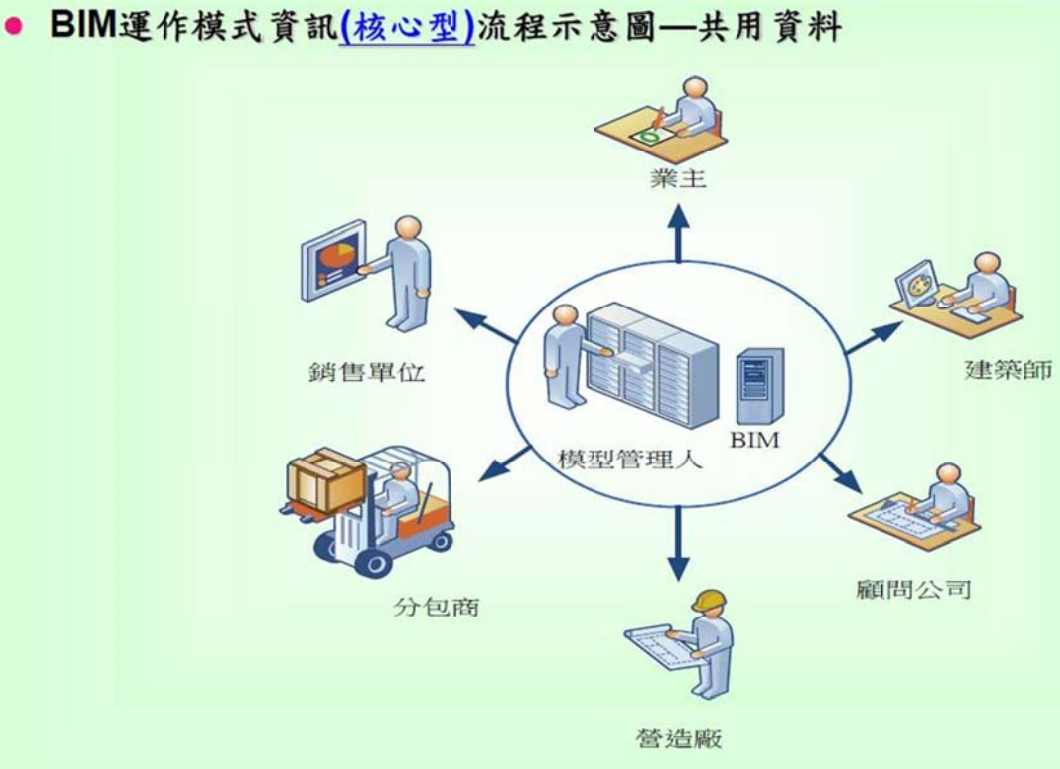 BIM運作模式資訊(核心型)流程示意圖—共用資料
業主
銷售單位
建築師
模型管理人
BIM
分包商
顧問公司
營造廠